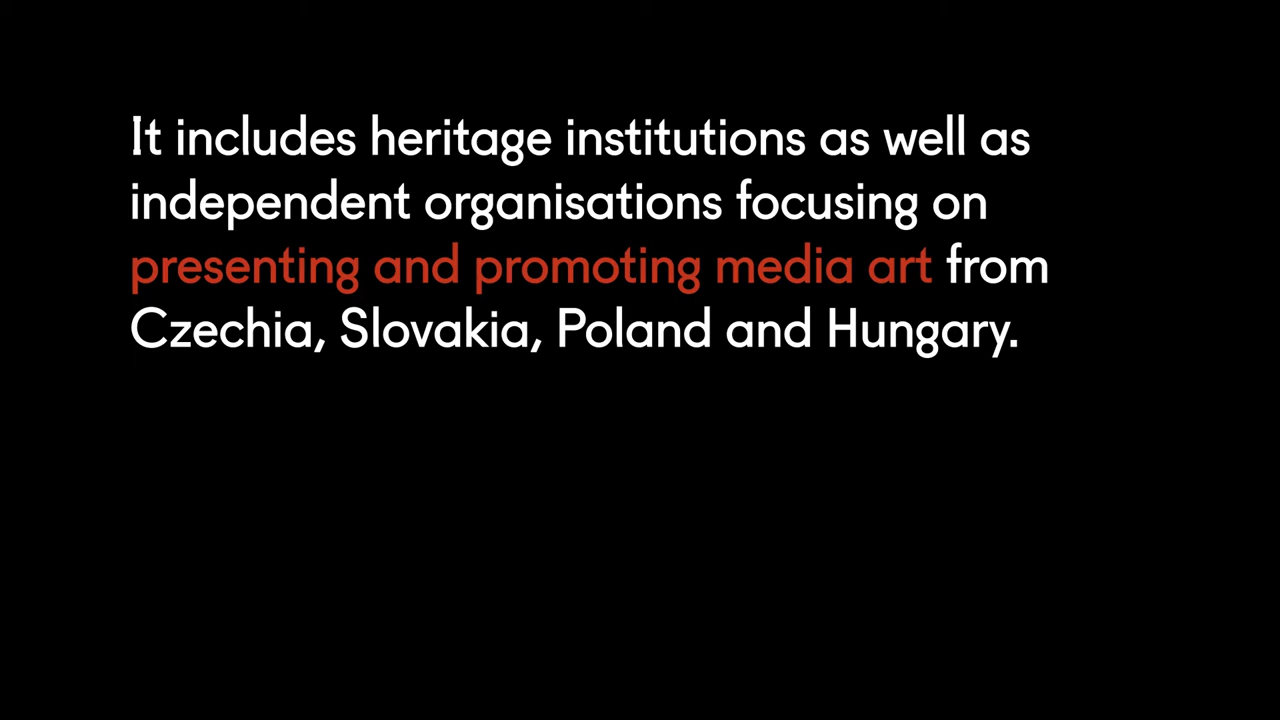 It includes heritage institutions as well as
independent organisations focusing on
presenting and promoting media art from
Czechia, Slovakia, Poland and Hungary.